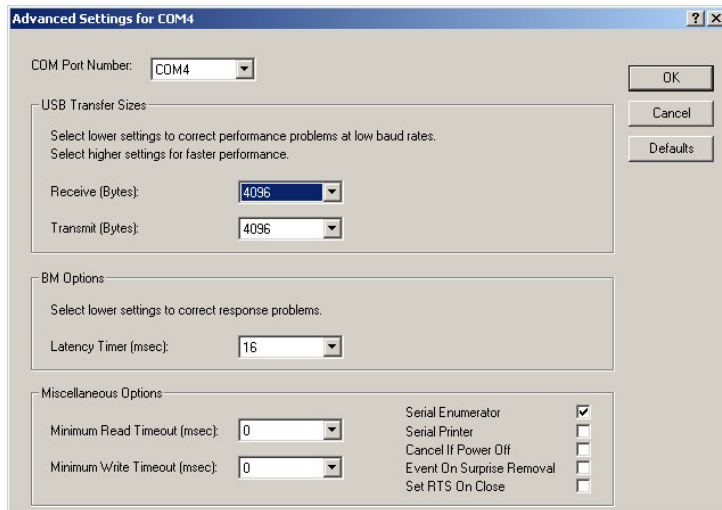 Advanced Settings for COM4
? X
COM Port Number: COM4
OK
Cancel
Defaults
USB Transfer Sizes
Select lower settings to correct performance problems at low baud rates.
Select higher settings for faster performance.
Receive (Bytes): 4096
Transmit (Bytes): 4096
BM Options
Select lower settings to correct response problems.
Latency Timer (msec): 16
Miscellaneous Options
Minimum Read Timeout (msec): 0
Minimum Write Timeout (msec): 0
Serial Enumerator
Serial Printer
Cancel If Power Off
Event On Surprise Removal
Set RTS On Close